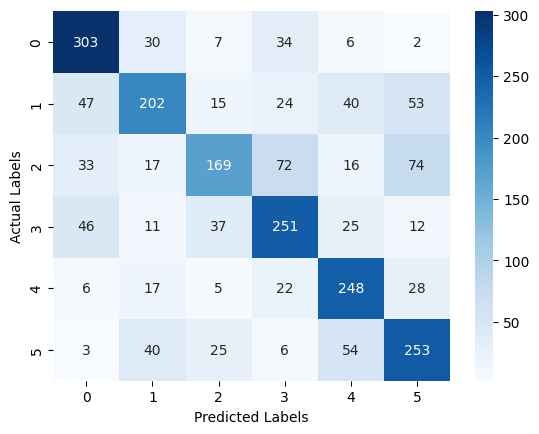 0 303 30 7 34 6 2
1 47 202 15 24 40 53
2 33 17 169 72 16 74
3 46 11 37 251 25 12
4 6 17 5 22 248 28
5 3 40 25 6 54 253
0 1 2 3 4 5
Actual Labels
Predicted Labels
300
250
200
150
100
50